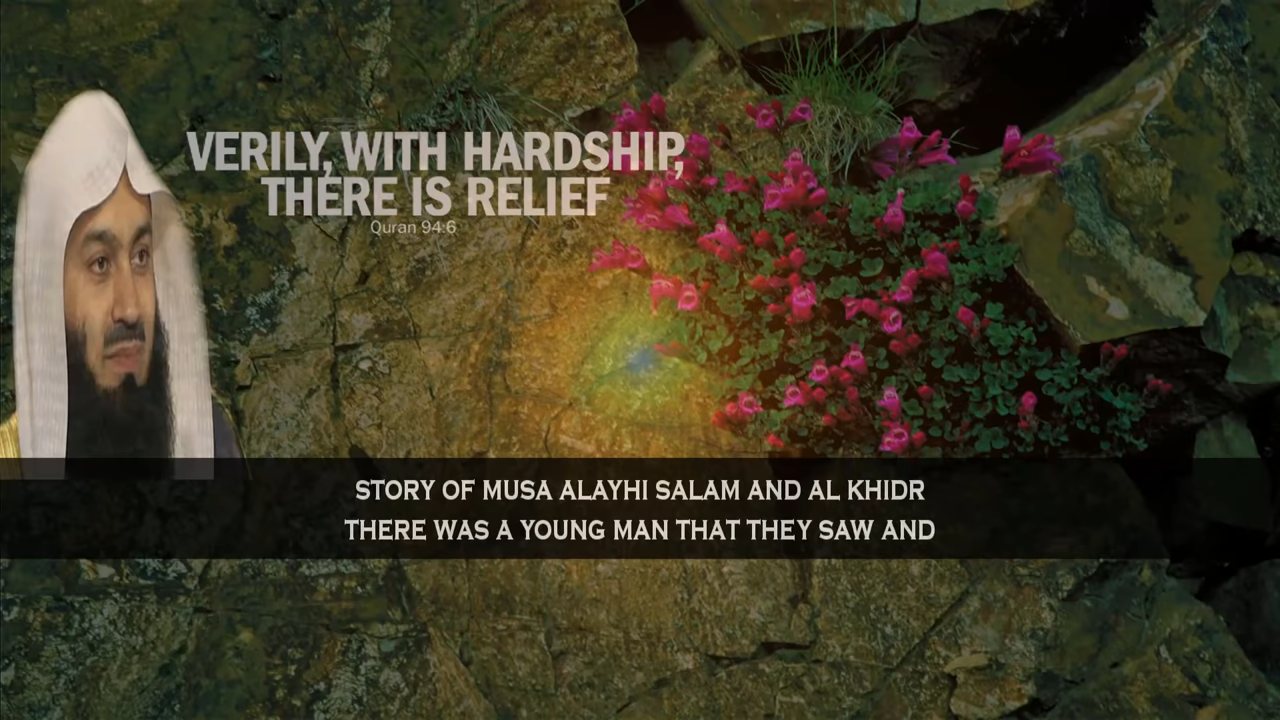 VERILY, WITH HARDSHIP,
THERE IS RELIEF
Quran 94:6
STORY OF MUSA ALAYHI SALAM AND AL KHIDR
THERE WAS A YOUNG MAN THAT THEY SAW AND